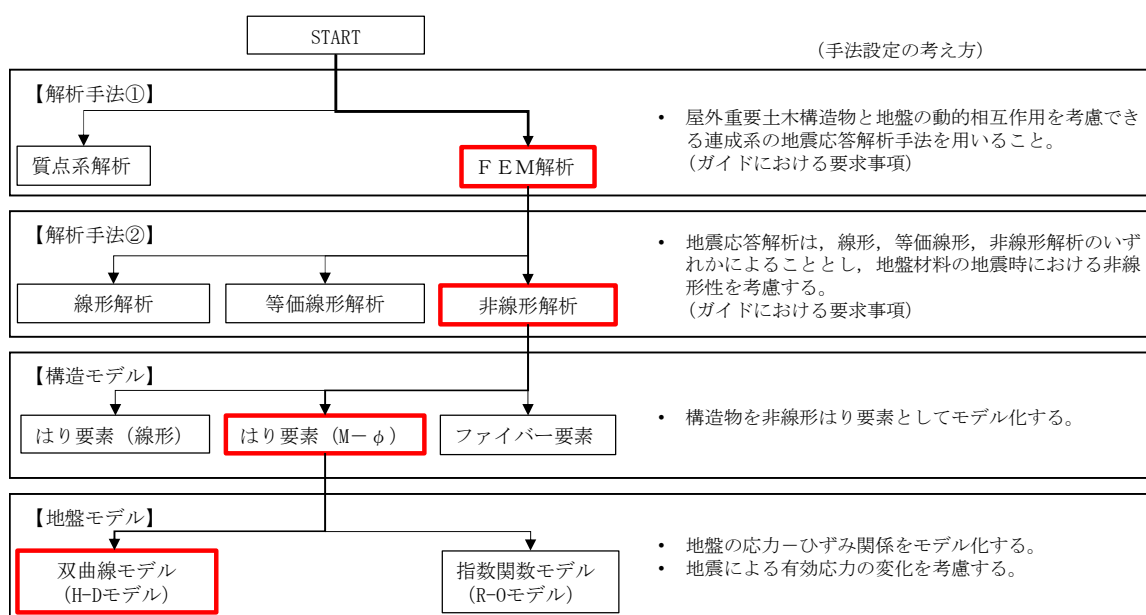 START
(手法設定の考え方)
【解析手法①】
質点系解析
ＦＥＭ解析
• 屋外重要土木構造物と地盤の動的相互作用を考慮でき
る連成系の地震応答解析手法を用いること。
(ガイドにおける要求事項)
【解析手法②】
線形解析
等価線形解析
非線形解析
• 地震応答解析は，線形，等価線形，非線形解析のいず
れかによることとし，地盤材料の地震時における非線
形性を考慮する。
(ガイドにおける要求事項)
【構造モデル】
はり要素（線形）
はり要素（M－φ）
ファイバー要素
• 構造物を非線形はり要素としてモデル化する。
【地盤モデル】
双曲線モデル
(H-Dモデル)
指数関数モデル
(R-Oモデル)
• 地盤の応力－ひずみ関係をモデル化する。
• 地震による有効応力の変化を考慮する。